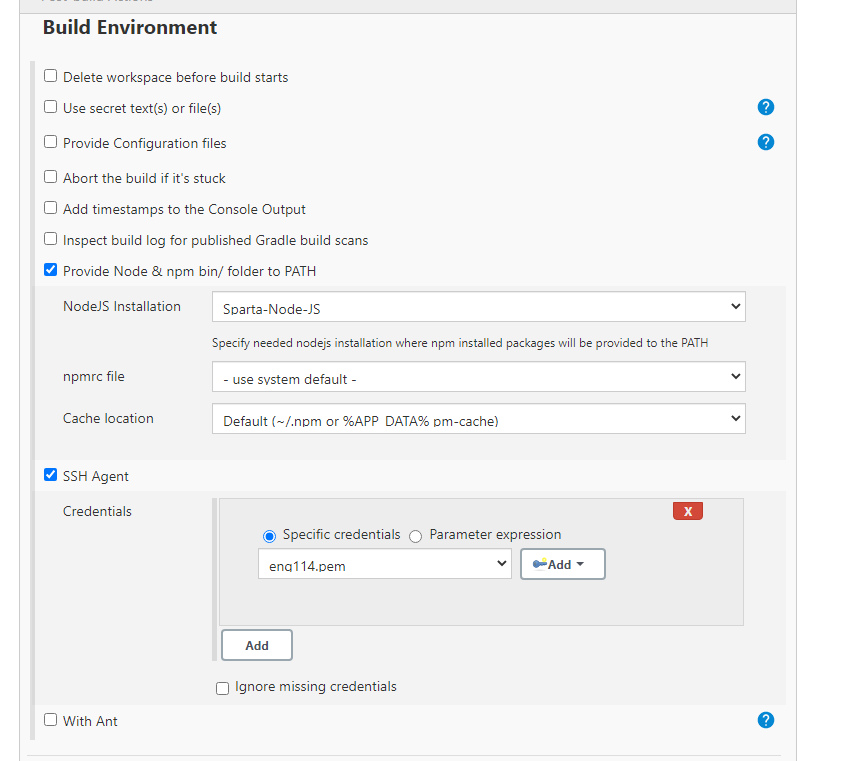 Build Environment
Delete workspace before build starts
Use secret text(s) or file(s)
?
Provide Configuration files
?
Abort the build if it's stuck
Add timestamps to the Console Output
Inspect build log for published Gradle build scans
Provide Node & npm bin/ folder to PATH
NodeJS Installation
Sparta-Node-JS
Specify needed nodejs installation where npm installed packages will be provided to the PATH
npmrc file
- use system default -
Cache location
Default (~/.npm or %APP_DATA% pm-cache)
SSH Agent
Credentials
X
Specific credentials
Parameter expression
eng114.pem
Add
Add
Ignore missing credentials
With Ant
?